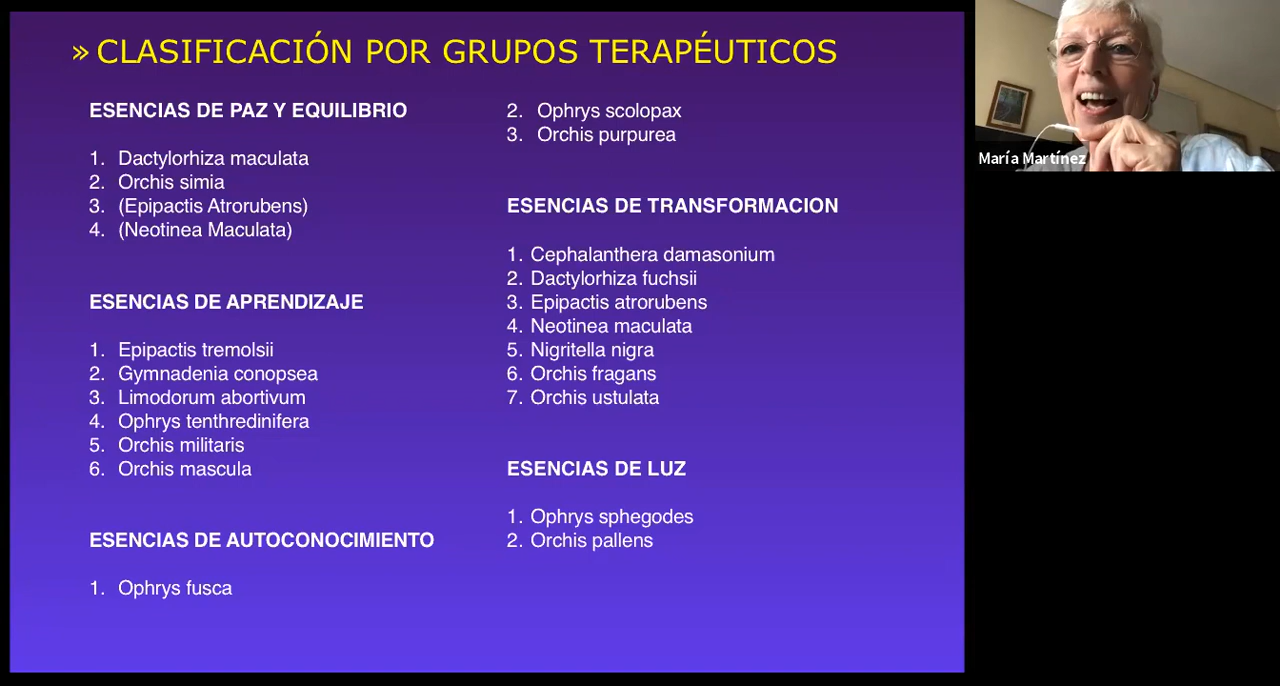 » CLASIFICACIÓN POR GRUPOS TERAPÉUTICOS
ESENCIAS DE PAZ Y EQUILIBRIO
1. Dactylorhiza maculata
2. Orchis simia
3. (Epipactis Atrorubens)
4. (Neotinea Maculata)
ESENCIAS DE APRENDIZAJE
1. Epipactis tremolsii
2. Gymnadenia conopsea
3. Limodorum abortivum
4. Ophrys tenthredinifera
5. Orchis militaris
6. Orchis mascula
ESENCIAS DE AUTOCONOCIMIENTO
1. Ophrys fusca
2. Ophrys scolopax
3. Orchis purpurea
ESENCIAS DE TRANSFORMACION
1. Cephalanthera damasonium
2. Dactylorhiza fuchsii
3. Epipactis atrorubens
4. Neotinea maculata
5. Nigritella nigra
6. Orchis fragans
7. Orchis ustulata
ESENCIAS DE LUZ
1. Ophrys sphegodes
2. Orchis pallens
María Martínez